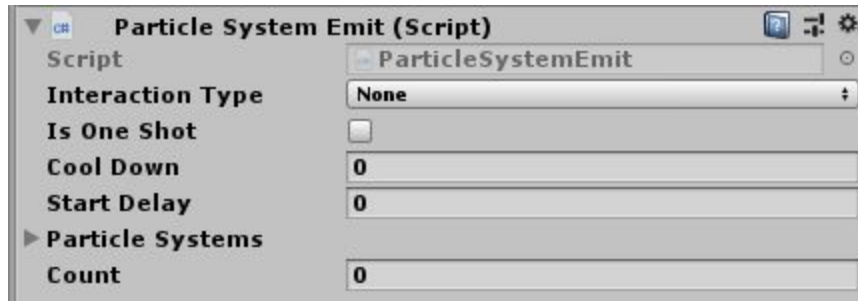 c# Particle System Emit (Script)
Script ParticleSystemEmit
Interaction Type None
Is One Shot
Cool Down 0
Start Delay 0
Particle Systems
Count 0